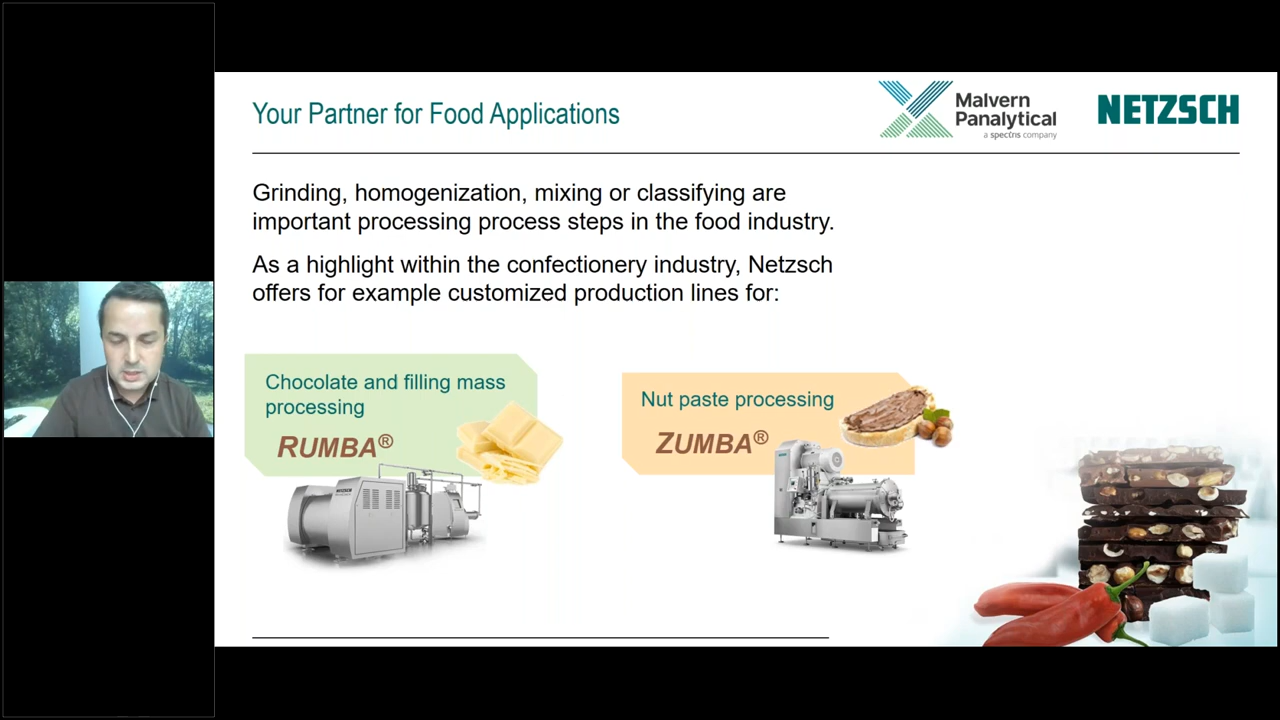 Your Partner for Food Applications
Malvern
Panalytical
a spectris company
NETZSCH
Grinding, homogenization, mixing or classifying are
important processing process steps in the food industry.
As a highlight within the confectionery industry, Netzsch
offers for example customized production lines for:
Chocolate and filling mass
processing
RUMBA®
Nut paste processing
ZUMBA®
NETZSCH